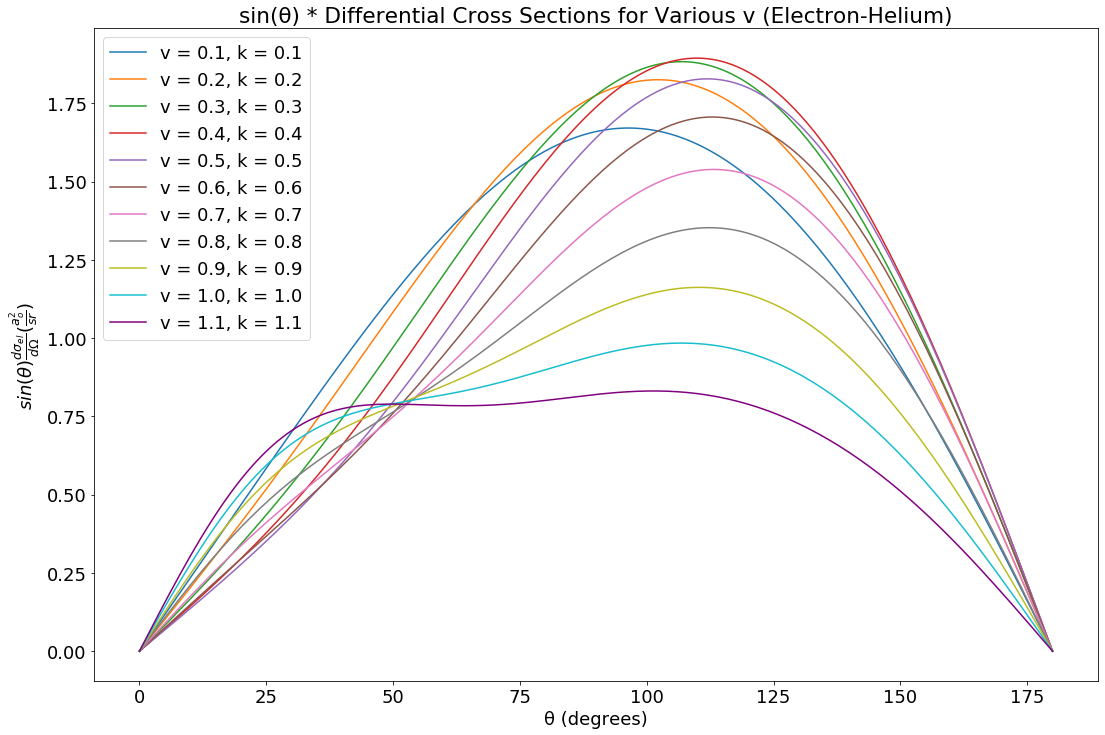 sin(θ) * Differential Cross Sections for Various v (Electron-Helium)
v = 0.1, k = 0.1
v = 0.2, k = 0.2
v = 0.3, k = 0.3
v = 0.4, k = 0.4
v = 0.5, k = 0.5
v = 0.6, k = 0.6
v = 0.7, k = 0.7
v = 0.8, k = 0.8
v = 0.9, k = 0.9
v = 1.0, k = 1.0
v = 1.1, k = 1.1
1.75
1.50
1.25
1.00
0.75
0.50
0.25
0.00
sin(θ) dσ_el/dΩ (a_o^2/sr)
0 25 50 75 100 125 150 175
θ (degrees)